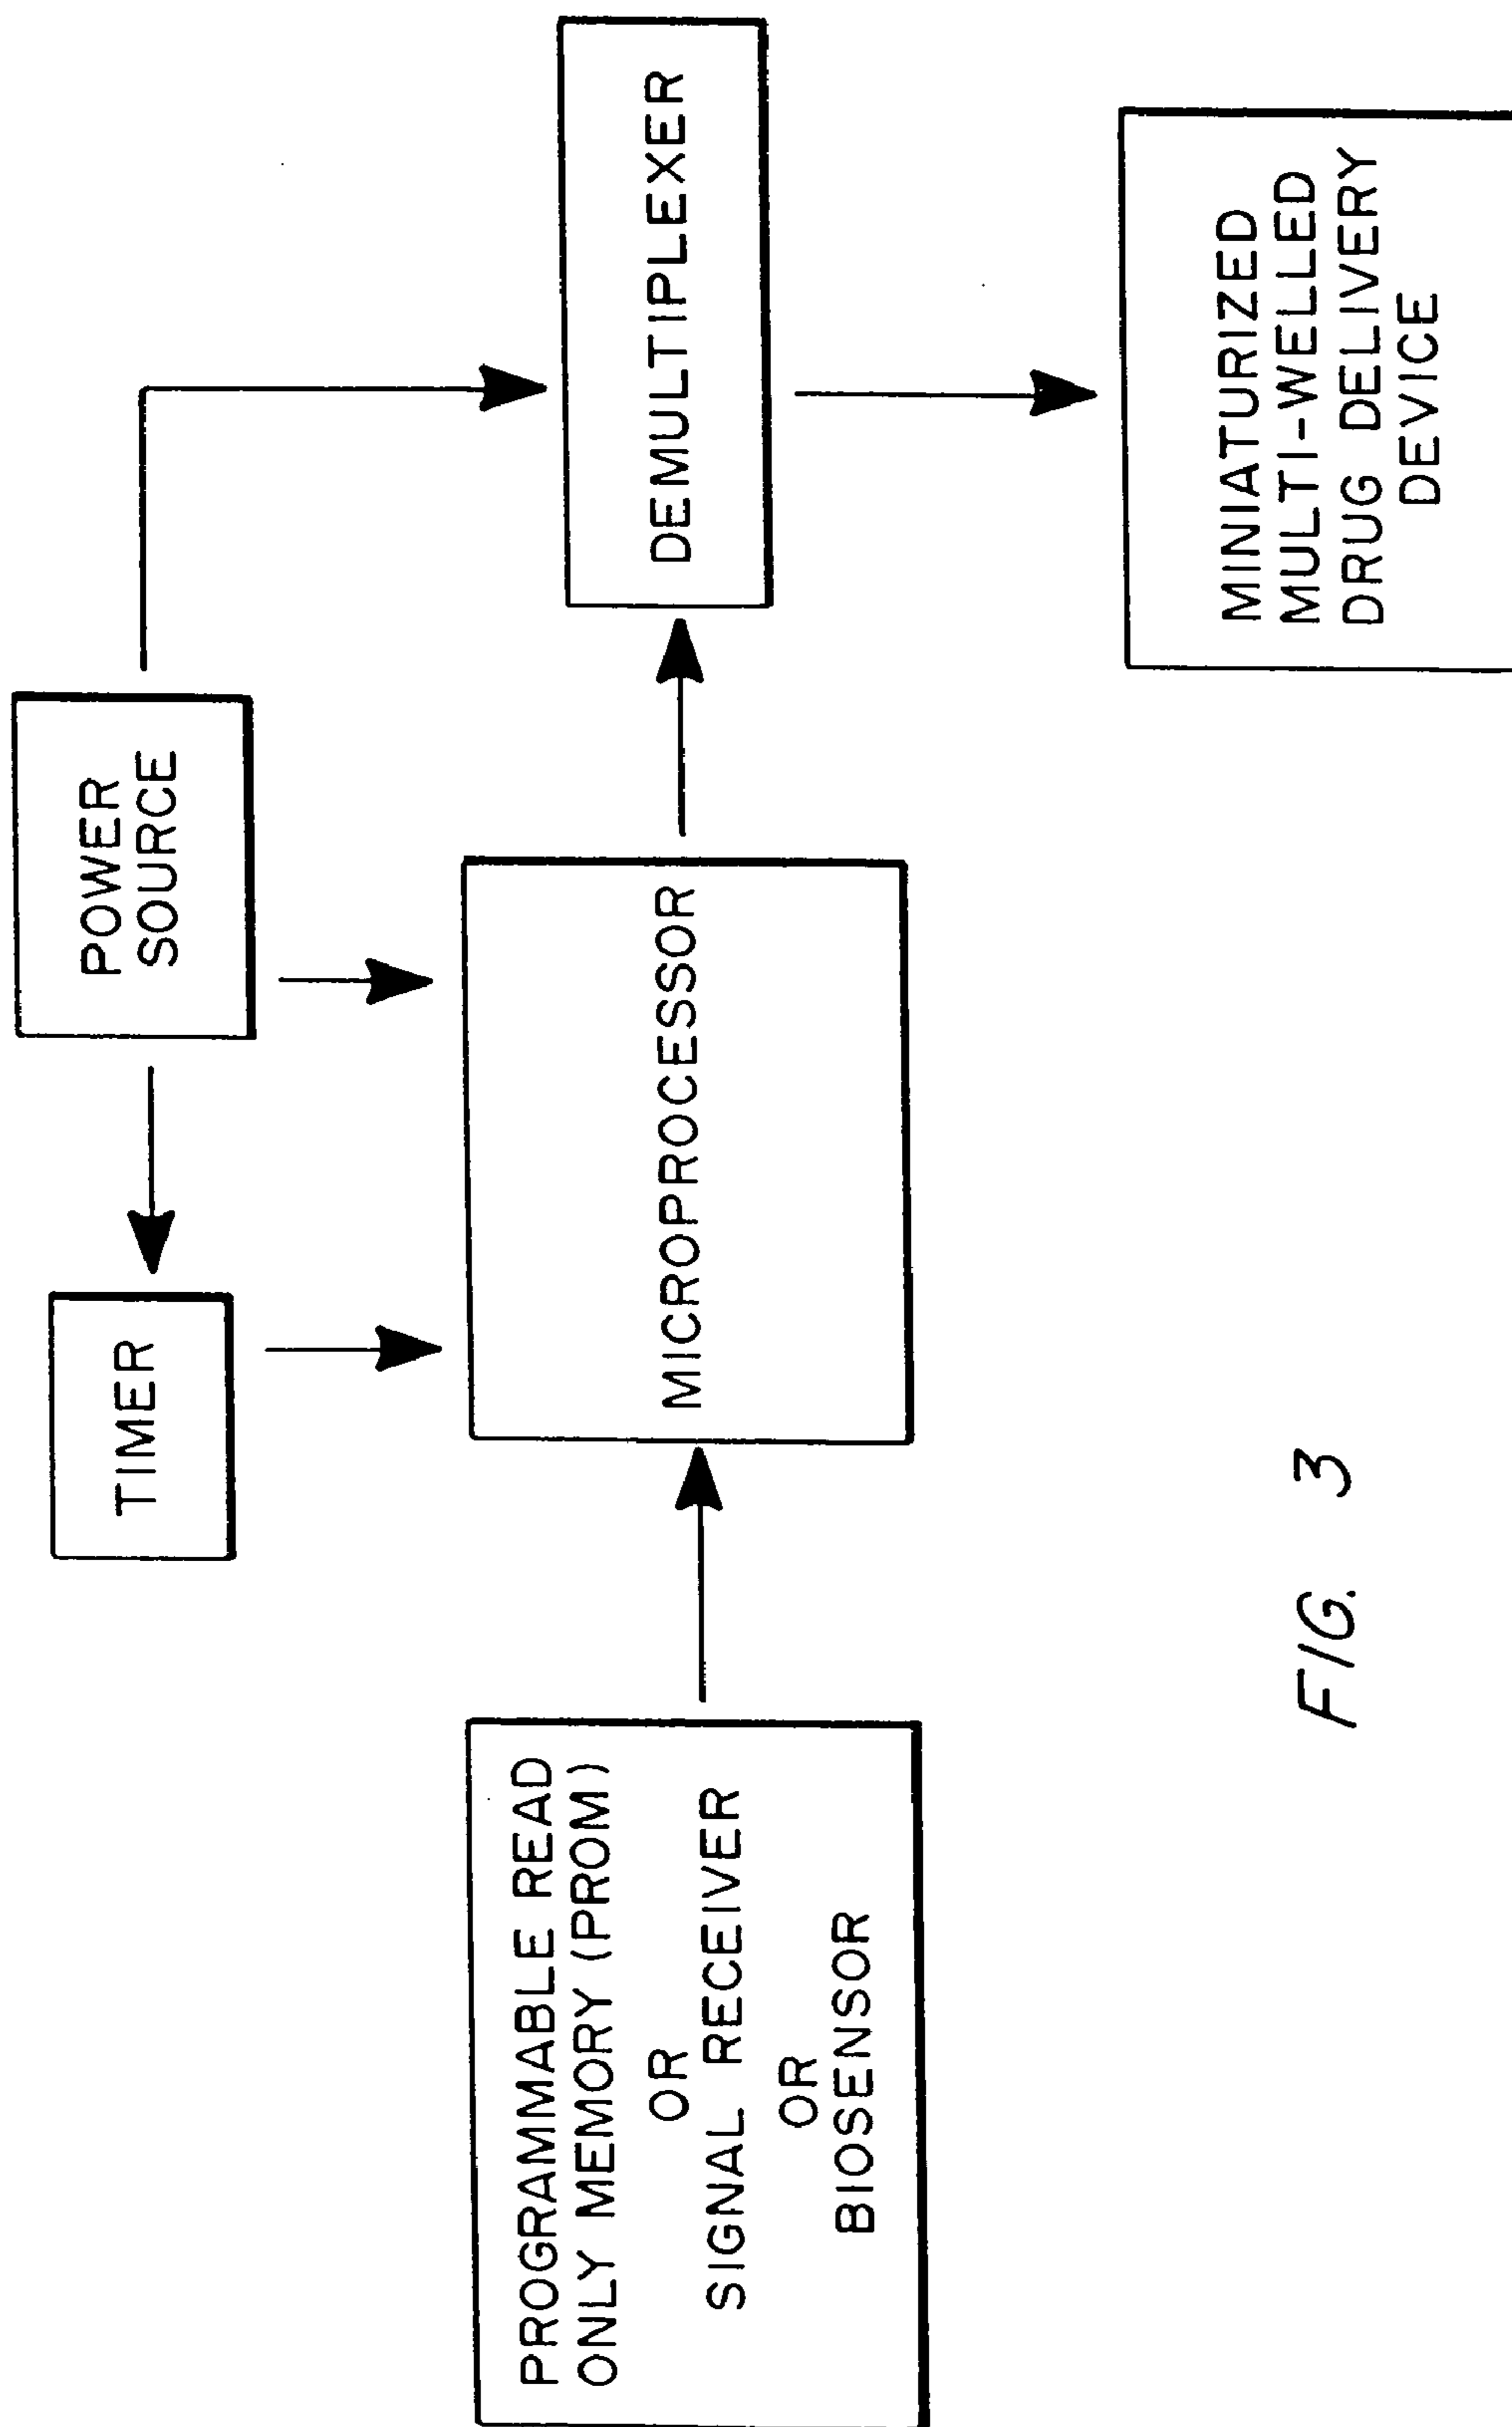 TIMER
POWER
SOURCE
PROGRAMMABLE READ
ONLY MEMORY (PROM)
OR
SIGNAL RECEIVER
OR
BIOSENSOR
MICROPROCESSOR
DEMULTIPLEXER
MINIATURIZED
MULTI-WELLED
DRUG DELIVERY
DEVICE
FIG. 3